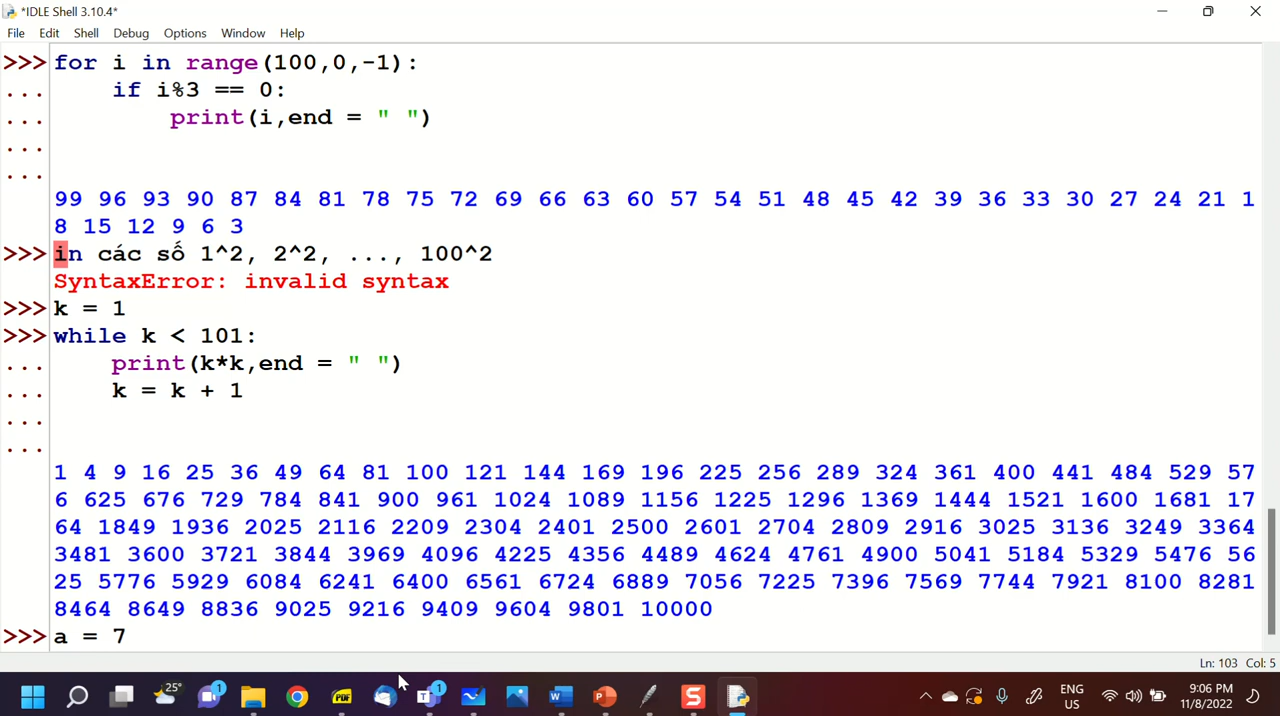 *IDLE Shell 3.10.4*
File Edit Shell Debug Options Window Help
>>> for i in range(100,0,-1):
...     if i%3 == 0:
...         print(i,end = " ")
...
...
99 96 93 90 87 84 81 78 75 72 69 66 63 60 57 54 51 48 45 42 39 36 33 30 27 24 21 1
8 15 12 9 6 3
>>> in các số 1^2, 2^2, ..., 100^2
SyntaxError: invalid syntax
>>> k = 1
>>> while k < 101:
...     print(k*k,end = " ")
...     k = k + 1
...
...
1 4 9 16 25 36 49 64 81 100 121 144 169 196 225 256 289 324 361 400 441 484 529 57
6 625 676 729 784 841 900 961 1024 1089 1156 1225 1296 1369 1444 1521 1600 1681 17
64 1849 1936 2025 2116 2209 2304 2401 2500 2601 2704 2809 2916 3025 3136 3249 3364
3481 3600 3721 3844 3969 4096 4225 4356 4489 4624 4761 4900 5041 5184 5329 5476 56
25 5776 5929 6084 6241 6400 6561 6724 6889 7056 7225 7396 7569 7744 7921 8100 8281
8464 8649 8836 9025 9216 9409 9604 9801 10000
>>> a = 7
Ln: 103 Col: 5
25° 1 PDF 1 W P S ENG 9:06 PM
US 11/8/2022